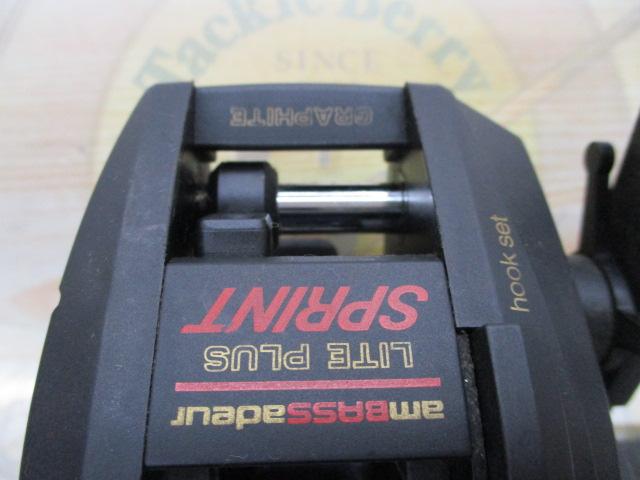 Tackle Berry
SINCE
GRAPHITE
hook set
amBASSadeur
LITE PLUS
SPRINT